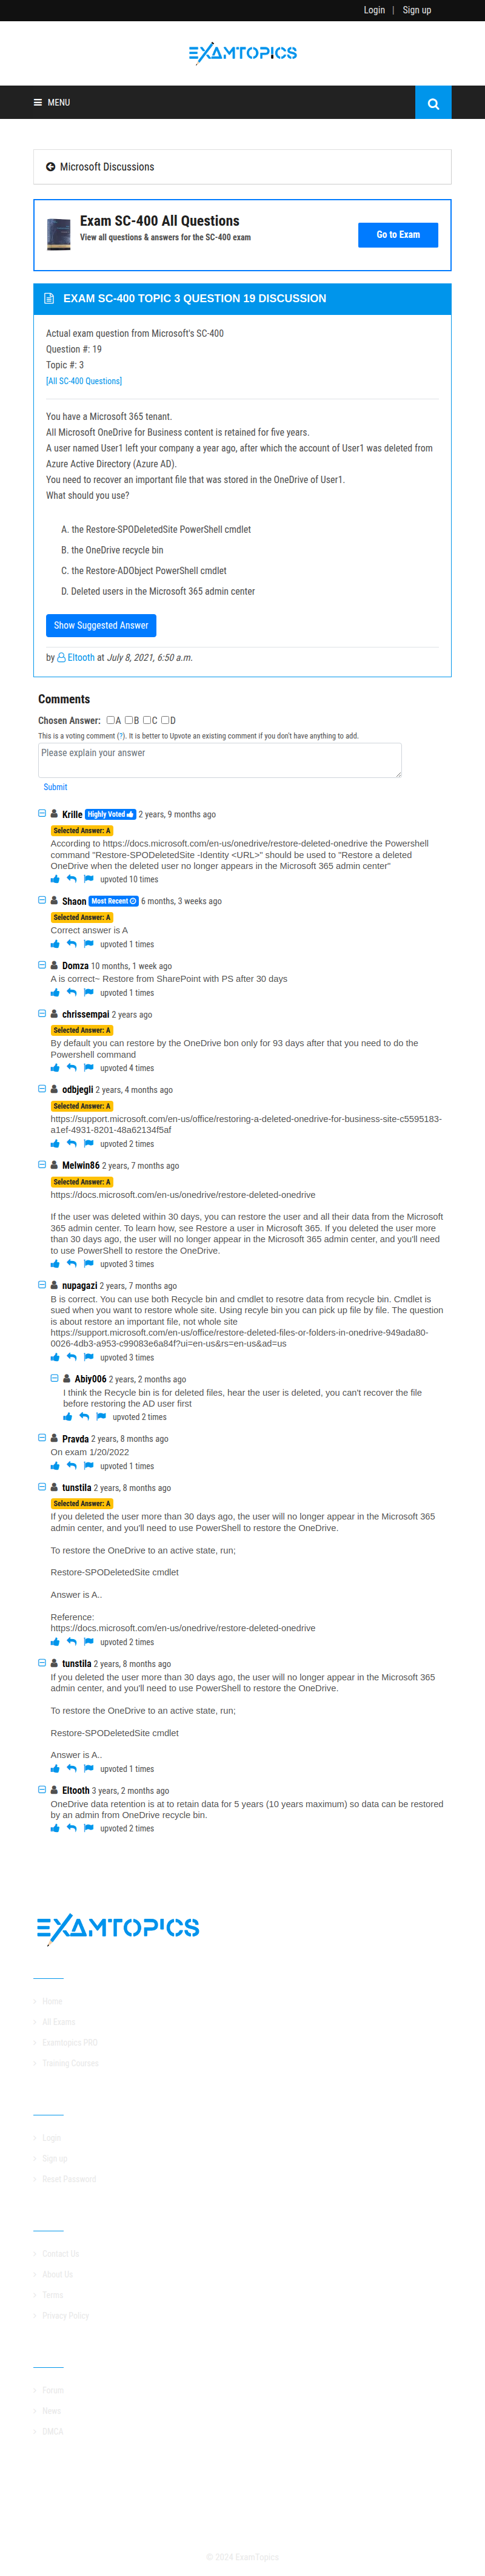 Login | Sign up
EXAMTOPICS
MENU
Microsoft Discussions
Exam SC-400 All Questions
View all questions & answers for the SC-400 exam
Go to Exam
EXAM SC-400 TOPIC 3 QUESTION 19 DISCUSSION
Actual exam question from Microsoft's SC-400
Question #: 19
Topic #: 3
[All SC-400 Questions]
You have a Microsoft 365 tenant.
All Microsoft OneDrive for Business content is retained for five years.
A user named User1 left your company a year ago, after which the account of User1 was deleted from
Azure Active Directory (Azure AD).
You need to recover an important file that was stored in the OneDrive of User1.
What should you use?
A. the Restore-SPODeletedSite PowerShell cmdlet
B. the OneDrive recycle bin
C. the Restore-ADObject PowerShell cmdlet
D. Deleted users in the Microsoft 365 admin center
Show Suggested Answer
by Eltooth at July 8, 2021, 6:50 a.m.
Comments
Chosen Answer: A B C D
This is a voting comment (?). It is better to Upvote an existing comment if you don't have anything to add.
Please explain your answer
Submit
Krille Highly Voted 2 years, 9 months ago
Selected Answer: A
According to https://docs.microsoft.com/en-us/onedrive/restore-deleted-onedrive the Powershell
command "Restore-SPODeletedSite -Identity <URL>" should be used to "Restore a deleted
OneDrive when the deleted user no longer appears in the Microsoft 365 admin center"
upvoted 10 times
Shaon Most Recent 6 months, 3 weeks ago
Selected Answer: A
Correct answer is A
upvoted 1 times
Domza 10 months, 1 week ago
A is correct~ Restore from SharePoint with PS after 30 days
upvoted 1 times
chrissempai 2 years ago
Selected Answer: A
By default you can restore by the OneDrive bon only for 93 days after that you need to do the
Powershell command
upvoted 4 times
odbjegli 2 years, 4 months ago
Selected Answer: A
https://support.microsoft.com/en-us/office/restoring-a-deleted-onedrive-for-business-site-c5595183-
a1ef-4931-8201-48a62134f5af
upvoted 2 times
Melwin86 2 years, 7 months ago
Selected Answer: A
https://docs.microsoft.com/en-us/onedrive/restore-deleted-onedrive
If the user was deleted within 30 days, you can restore the user and all their data from the Microsoft
365 admin center. To learn how, see Restore a user in Microsoft 365. If you deleted the user more
than 30 days ago, the user will no longer appear in the Microsoft 365 admin center, and you'll need
to use PowerShell to restore the OneDrive.
upvoted 3 times
nupagazi 2 years, 7 months ago
B is correct. You can use both Recycle bin and cmdlet to resotre data from recycle bin. Cmdlet is
sued when you want to restore whole site. Using recyle bin you can pick up file by file. The question
is about restore an important file, not whole site
https://support.microsoft.com/en-us/office/restore-deleted-files-or-folders-in-onedrive-949ada80-
0026-4db3-a953-c99083e6a84f?ui=en-us&rs=en-us&ad=us
upvoted 3 times
Abiy006 2 years, 2 months ago
I think the Recycle bin is for deleted files, hear the user is deleted, you can't recover the file
before restoring the AD user first
upvoted 2 times
Pravda 2 years, 8 months ago
On exam 1/20/2022
upvoted 1 times
tunstila 2 years, 8 months ago
Selected Answer: A
If you deleted the user more than 30 days ago, the user will no longer appear in the Microsoft 365
admin center, and you'll need to use PowerShell to restore the OneDrive.
To restore the OneDrive to an active state, run;
Restore-SPODeletedSite cmdlet
Answer is A..
Reference:
https://docs.microsoft.com/en-us/onedrive/restore-deleted-onedrive
upvoted 2 times
tunstila 2 years, 8 months ago
If you deleted the user more than 30 days ago, the user will no longer appear in the Microsoft 365
admin center, and you'll need to use PowerShell to restore the OneDrive.
To restore the OneDrive to an active state, run;
Restore-SPODeletedSite cmdlet
Answer is A..
upvoted 1 times
Eltooth 3 years, 2 months ago
OneDrive data retention is at to retain data for 5 years (10 years maximum) so data can be restored
by an admin from OneDrive recycle bin.
upvoted 2 times
EXAMTOPICS
Home
All Exams
Examtopics PRO
Training Courses
Login
Sign up
Reset Password
Contact Us
About Us
Terms
Privacy Policy
Forum
News
DMCA
© 2024 ExamTopics